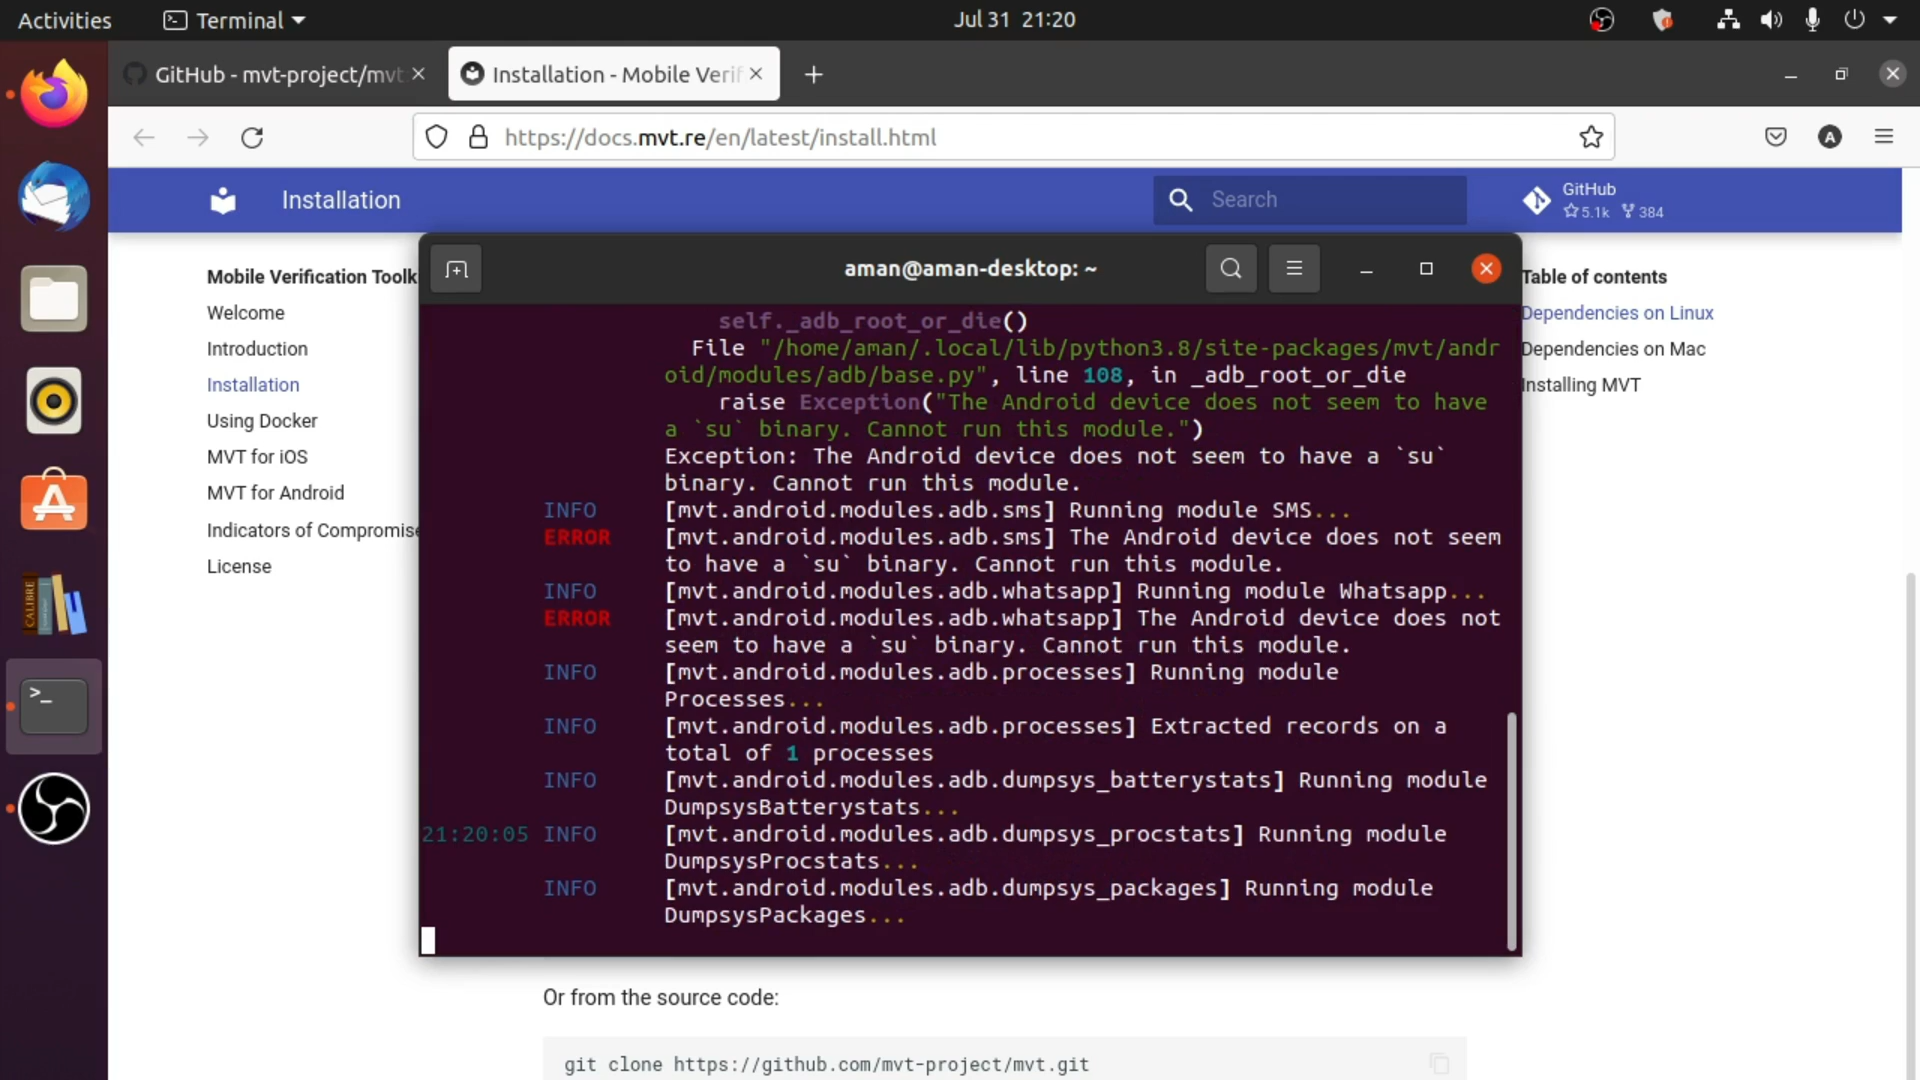 Activities
Terminal
Jul 31 21:20
GitHub - mvt-project/mvt
Installation - Mobile Verif
https://docs.mvt.re/en/latest/install.html
A
Installation
Search
GitHub
5.1k 384
Mobile Verification Toolk
Welcome
Introduction
Installation
Using Docker
MVT for iOS
MVT for Android
Indicators of Compromise
License
Table of contents
Dependencies on Linux
Dependencies on Mac
Installing MVT
CALIBRE
aman@aman-desktop: ~
self._adb_root_or_die()
File "/home/aman/.local/lib/python3.8/site-packages/mvt/andr
oid/modules/adb/base.py", line 108, in _adb_root_or_die
raise Exception("The Android device does not seem to have
a `su` binary. Cannot run this module.")
Exception: The Android device does not seem to have a `su`
binary. Cannot run this module.
INFO [mvt.android.modules.adb.sms] Running module SMS...
ERROR [mvt.android.modules.adb.sms] The Android device does not seem
to have a `su` binary. Cannot run this module.
INFO [mvt.android.modules.adb.whatsapp] Running module Whatsapp...
ERROR [mvt.android.modules.adb.whatsapp] The Android device does not
seem to have a `su` binary. Cannot run this module.
INFO [mvt.android.modules.adb.processes] Running module
Processes...
INFO [mvt.android.modules.adb.processes] Extracted records on a
total of 1 processes
INFO [mvt.android.modules.adb.dumpsys_batterystats] Running module
DumpsysBatterystats...
21:20:05 INFO [mvt.android.modules.adb.dumpsys_procstats] Running module
DumpsysProcstats...
INFO [mvt.android.modules.adb.dumpsys_packages] Running module
DumpsysPackages...
Or from the source code:
git clone https://github.com/mvt-project/mvt.git